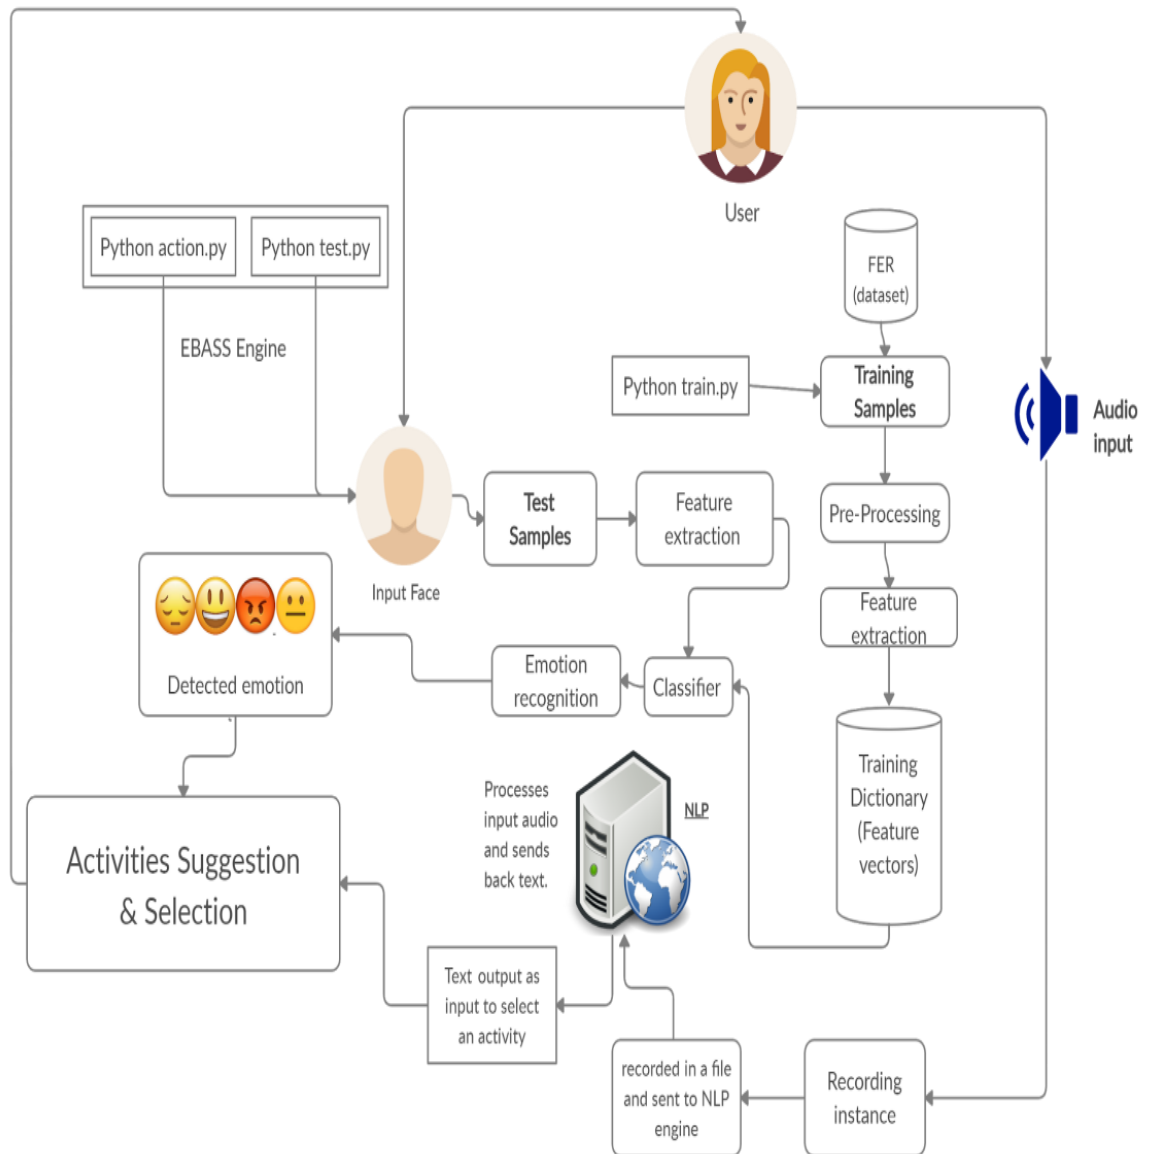 User
Python action.py
Python test.py
EBASS Engine
FER
(dataset)
Python train.py
Training
Samples
Audio
input
Test
Samples
Feature
extraction
Pre-Processing
Input Face
Feature
extraction
Detected emotion
Emotion
recognition
Classifier
Training
Dictionary
(Feature
vectors)
Processes
input audio
and sends
back text.
NLP
Activities Suggestion
& Selection
Text output as
input to select
an activity
recorded in a file
and sent to NLP
engine
Recording
instance